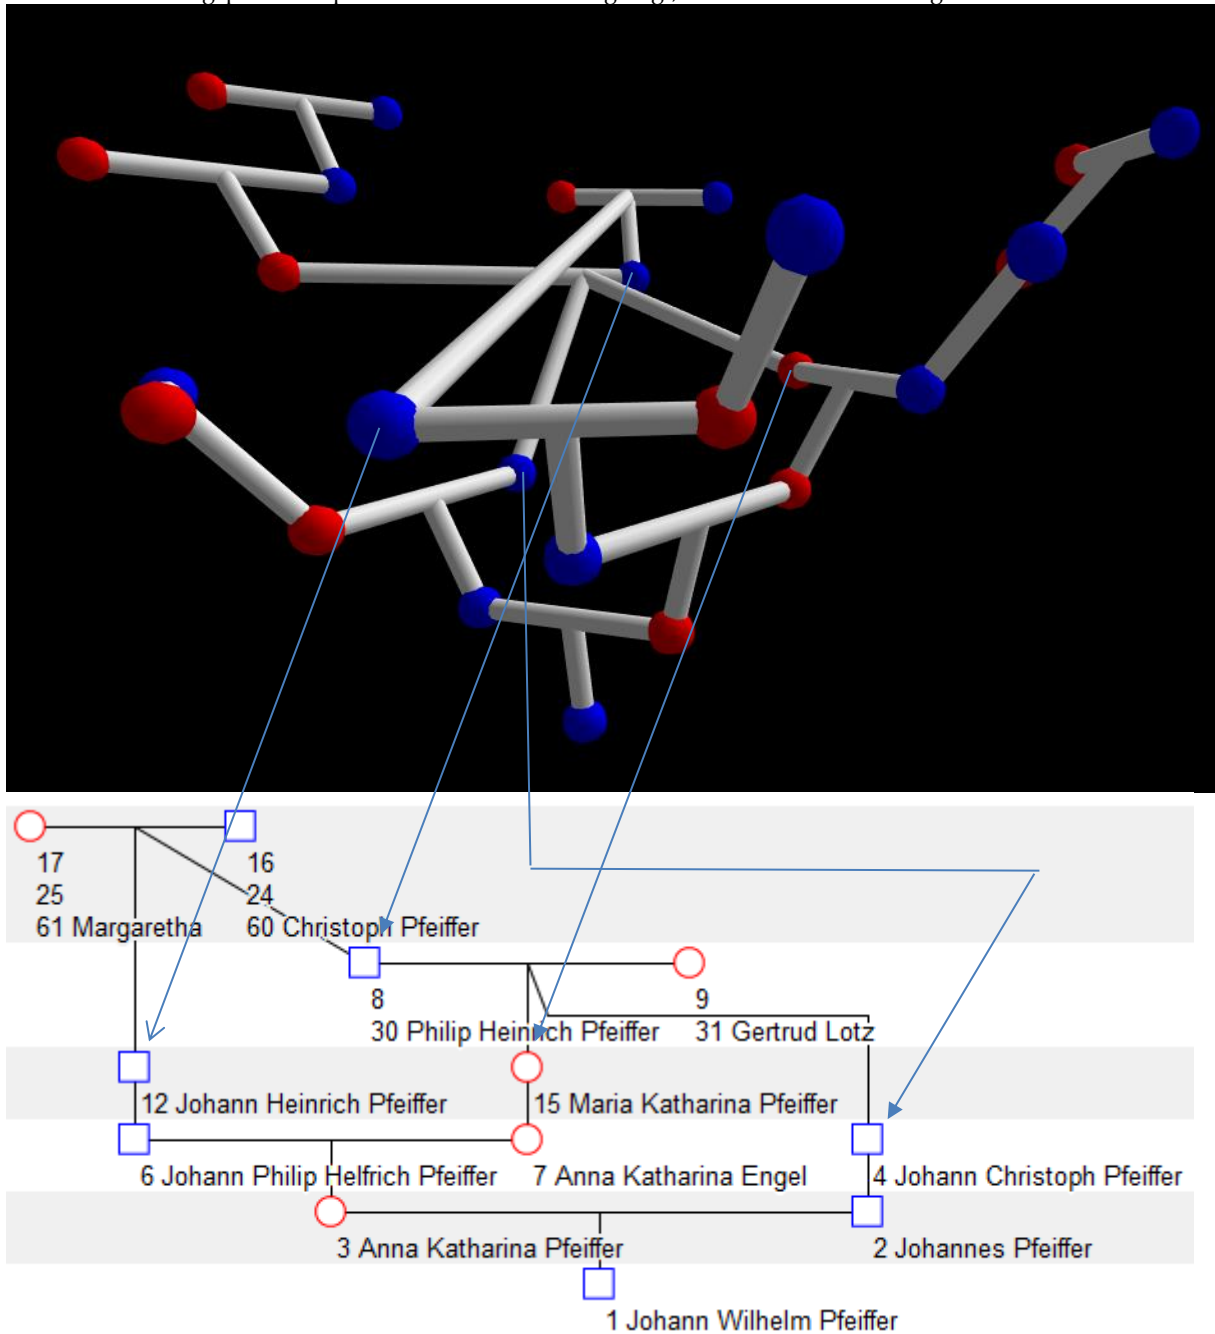 17
16
25
24
61 Margaretha
60 Christoph Pfeiffer
8
9
30 Philip Heinrich Pfeiffer
31 Gertrud Lotz
12 Johann Heinrich Pfeiffer
15 Maria Katharina Pfeiffer
6 Johann Philip Helfrich Pfeiffer
7 Anna Katharina Engel
4 Johann Christoph Pfeiffer
3 Anna Katharina Pfeiffer
2 Johannes Pfeiffer
1 Johann Wilhelm Pfeiffer